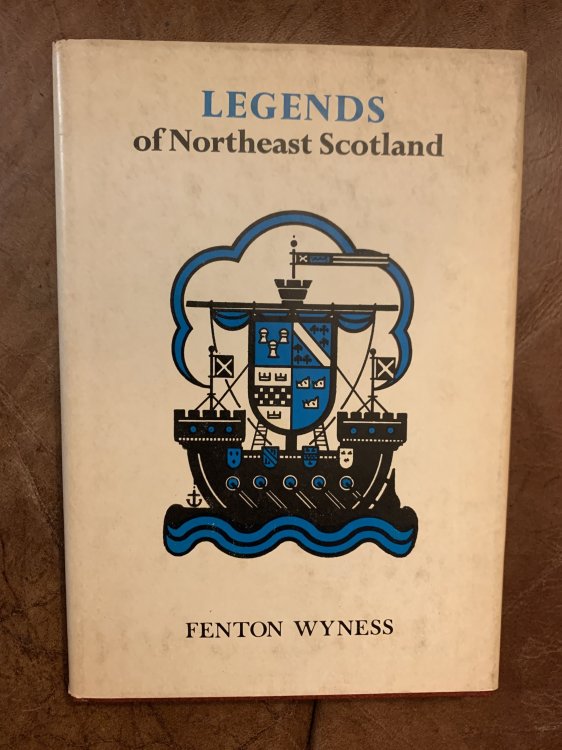 LEGENDS
of Northeast Scotland
FENTON WYNESS